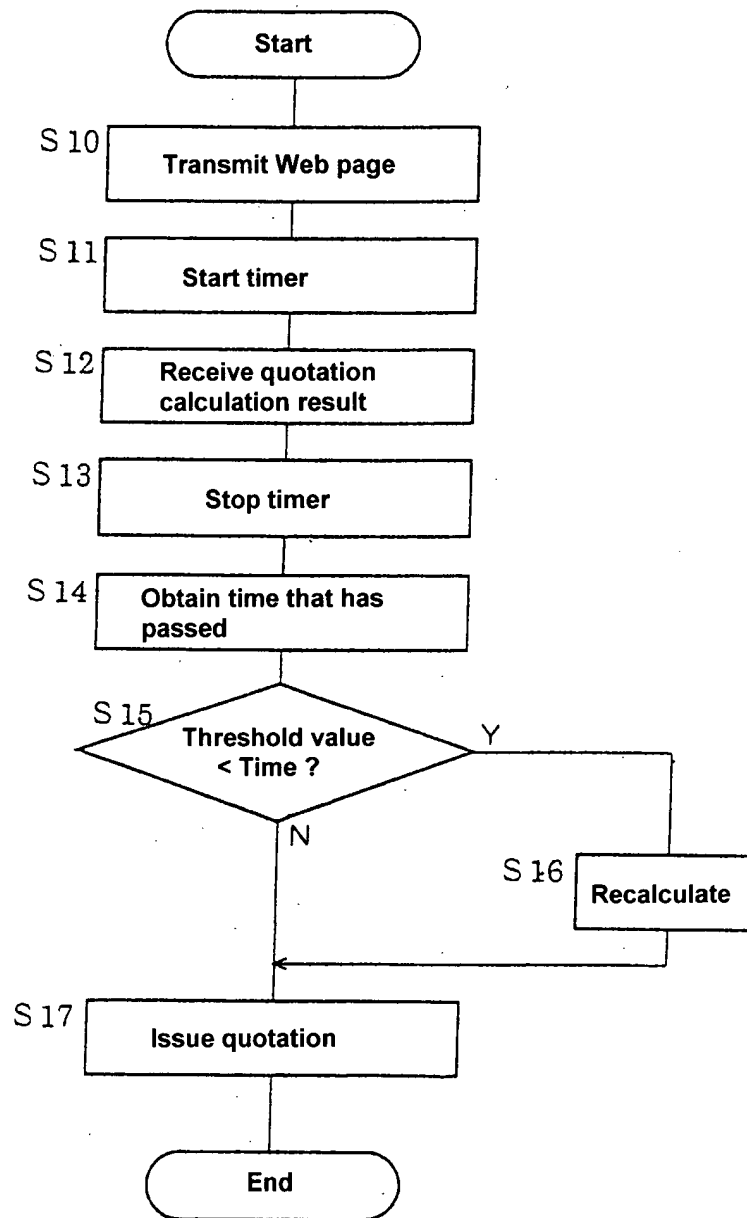 Start
S 10
Transmit Web page
S 11
Start timer
S 12
Receive quotation
calculation result
S 13
Stop timer
S 14
Obtain time that has
passed
S 15
Threshold value
< Time ?
Y
N
S 16
Recalculate
S 17
Issue quotation
End